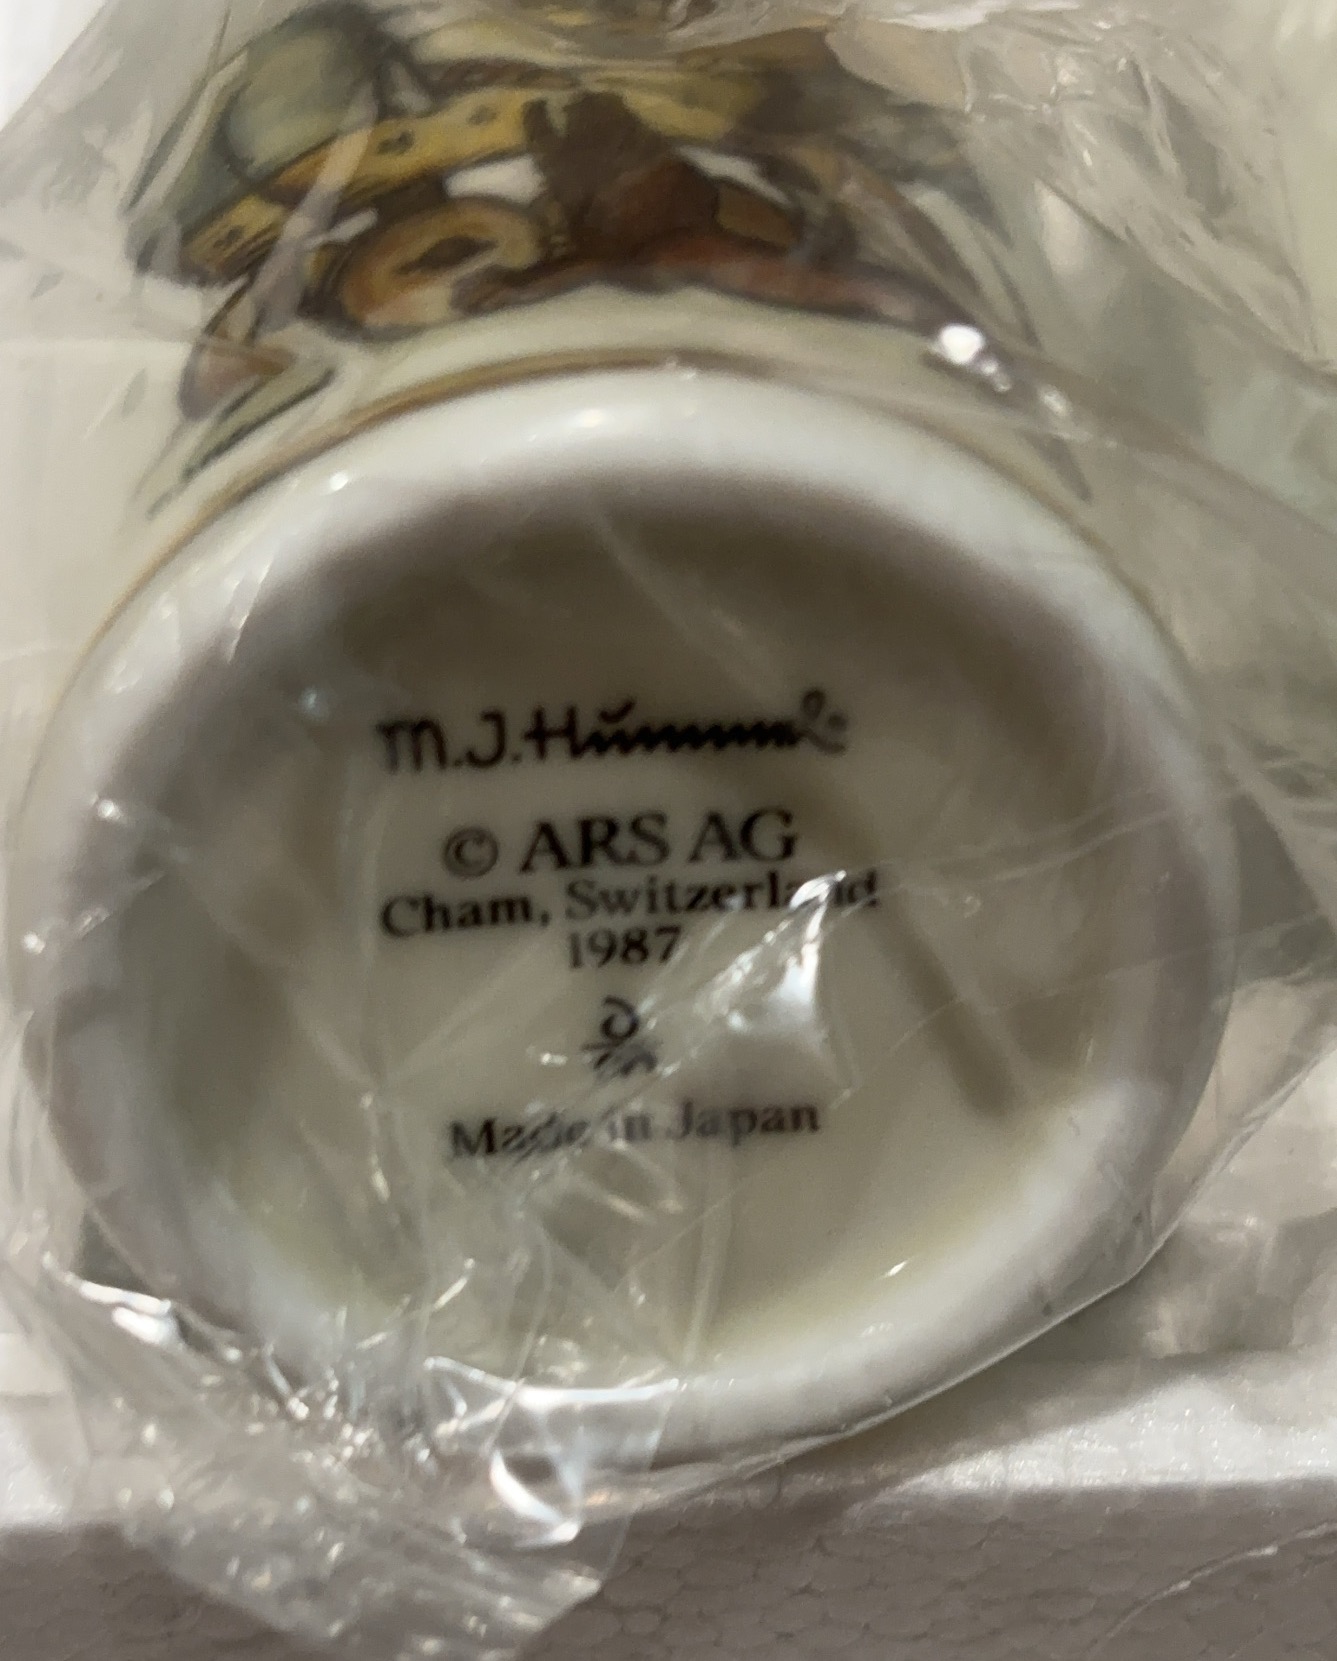 M.J.Hummel
© ARS AG
Cham, Switzerland
1987
Made in Japan